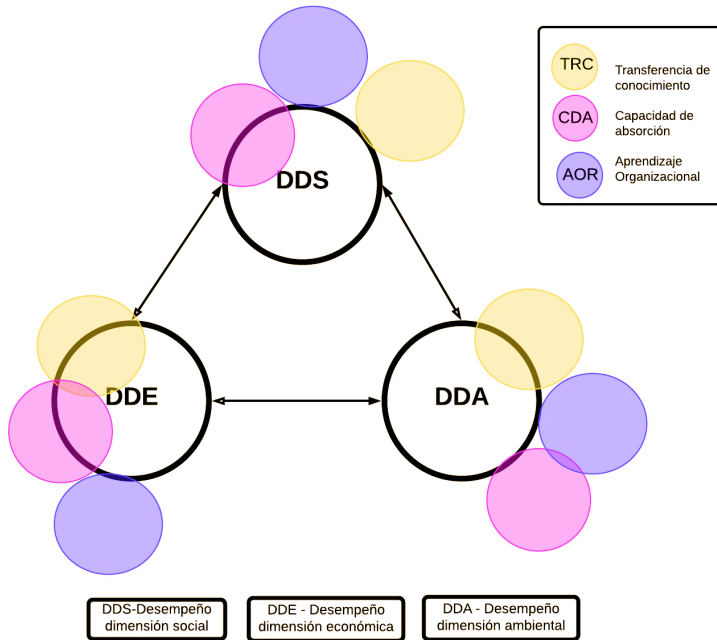 TRC
Transferencia de
conocimiento
CDA
Capacidad de
absorción
AOR
Aprendizaje
Organizacional
DDS
DDE
DDA
DDS-Desempeño
dimensión social
DDE - Desempeño
dimensión económica
DDA - Desempeño
dimensión ambiental